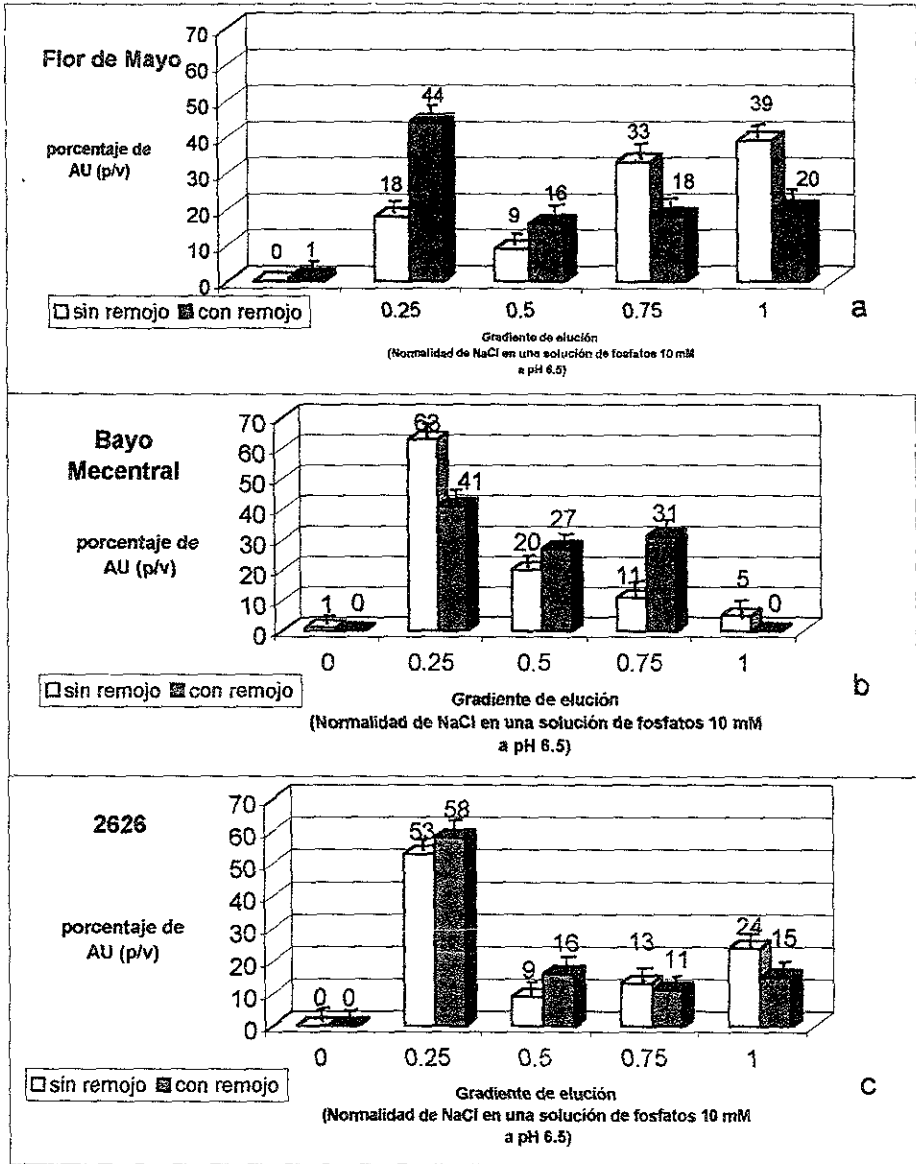 Flor de Mayo
porcentaje de
AU (p/v)
70
60
50
40
30
20
10
0
0
1
18
44
9
16
33
18
39
20
0.25
0.5
0.75
1
sin remojo con remojo
Gradiente de elución
(Normalidad de NaCl en una solución de fosfatos 10 mM
a pH 6.5)
a
Bayo
Mecentral
porcentaje de
AU (p/v)
70
60
50
40
30
20
10
0
1
0
63
41
20
27
11
31
5
0
0
0.25
0.5
0.75
1
sin remojo con remojo
Gradiente de elución
(Normalidad de NaCl en una solución de fosfatos 10 mM
a pH 6.5)
b
2626
porcentaje de
AU (p/v)
70
60
50
40
30
20
10
0
0
0
53
58
9
16
13
11
24
15
0
0.25
0.5
0.75
1
sin remojo con remojo
Gradiente de elución
(Normalidad de NaCl en una solución de fosfatos 10 mM
a pH 6.5)
c